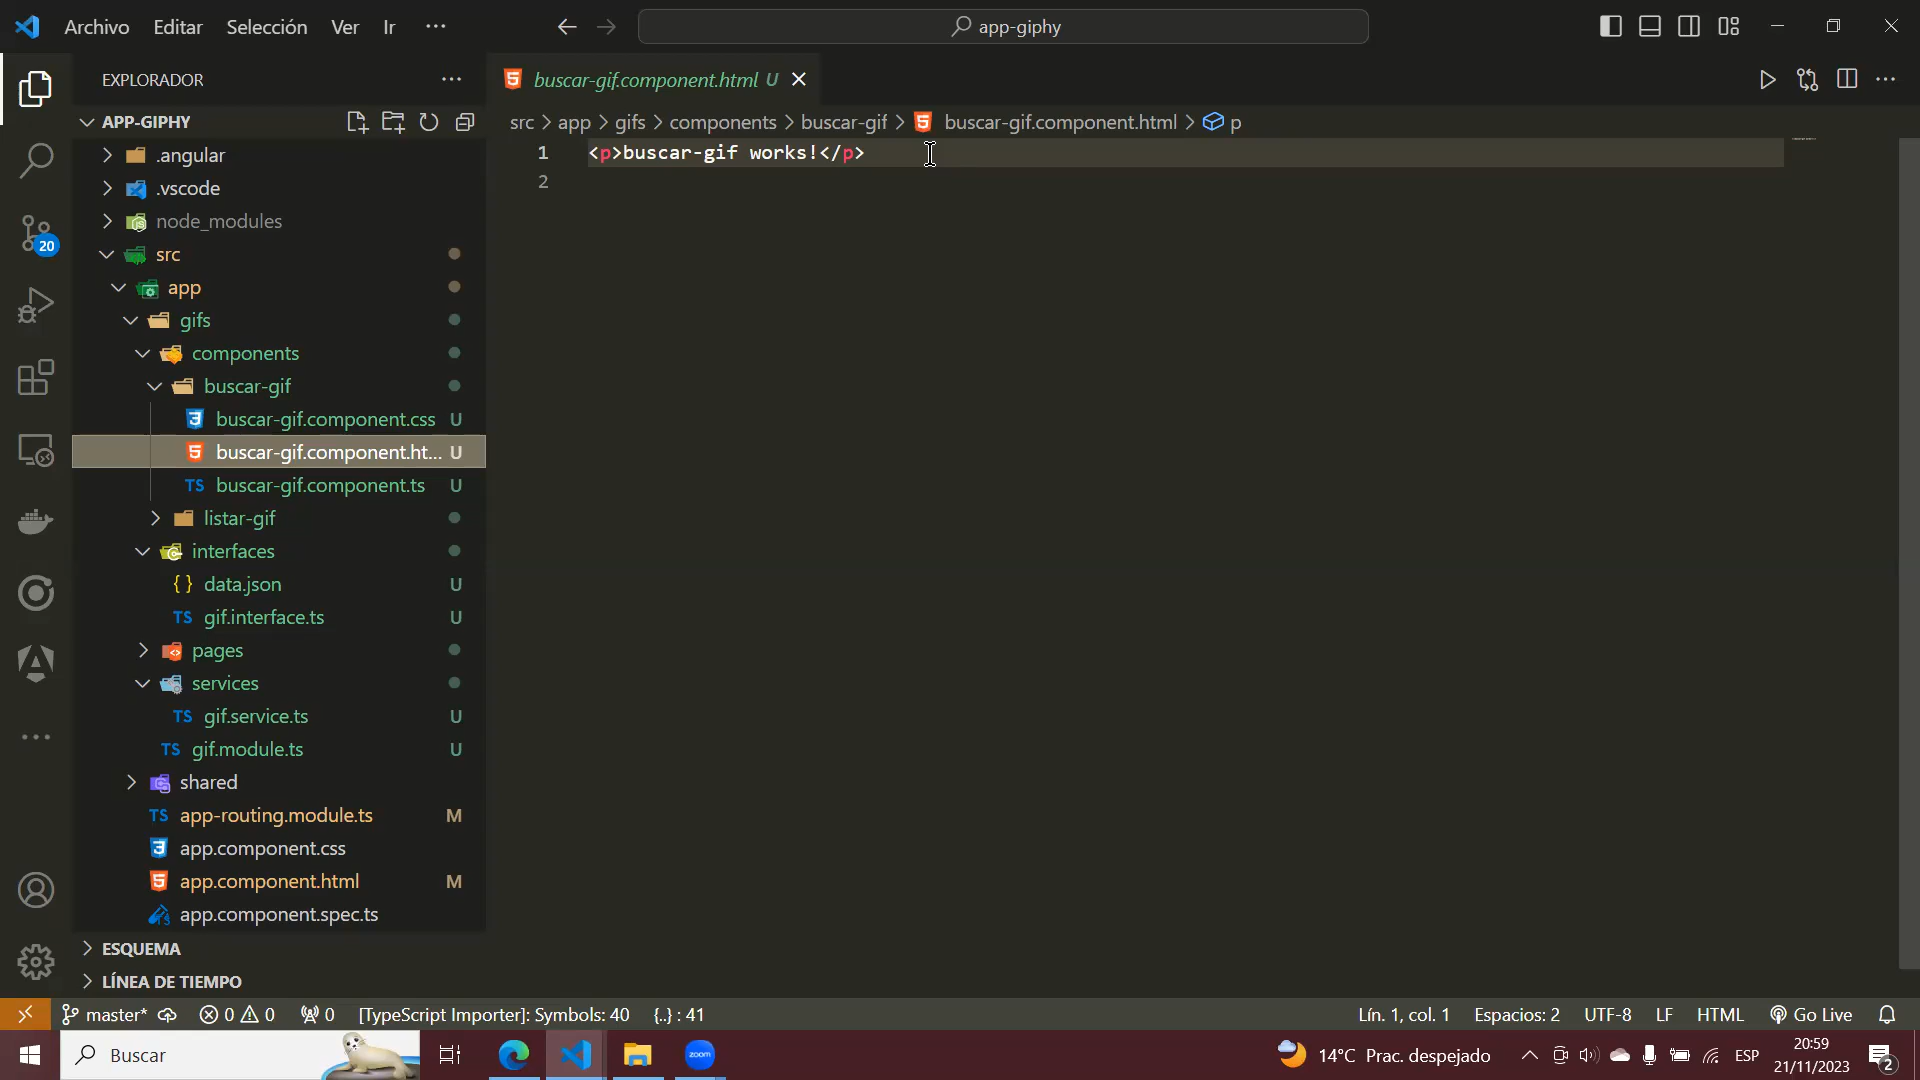 Archivo Editar Selección Ver Ir ··· app-giphy
EXPLORADOR
buscar-gif.component.html U
APP-GIPHY
src > app > gifs > components > buscar-gif > buscar-gif.component.html > p
.angular
.vscode
node_modules
src
app
gifs
components
buscar-gif
buscar-gif.component.css U
buscar-gif.component.ht... U
buscar-gif.component.ts U
listar-gif
interfaces
data.json U
gif.interface.ts U
pages
services
gif.service.ts U
gif.module.ts U
shared
app-routing.module.ts M
app.component.css
app.component.html M
app.component.spec.ts
ESQUEMA
LÍNEA DE TIEMPO
20
1 <p>buscar-gif works!</p>
2
master* 0 0 0 [TypeScript Importer]: Symbols: 40 {..} : 41 Lín. 1, col. 1 Espacios: 2 UTF-8 LF HTML Go Live
Buscar zoom 14°C Prac. despejado ESP 20:59
21/11/2023 2